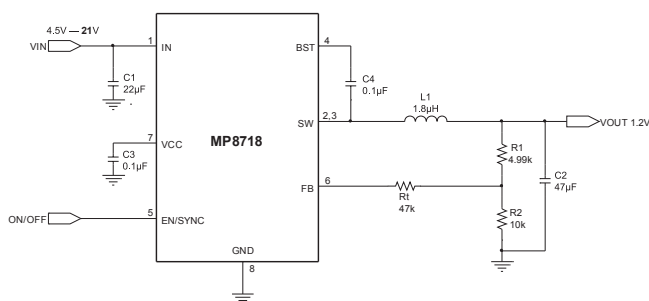 4.5V — 21V
VIN
1
IN
C1
22µF
7
VCC
C3
0.1µF
ON/OFF
5
EN/SYNC
MP8718
GND
8
BST
4
C4
0.1µF
SW
2,3
L1
1.8µH
VOUT 1.2V
R1
4.99k
C2
47µF
FB
6
Rt
47k
R2
10k